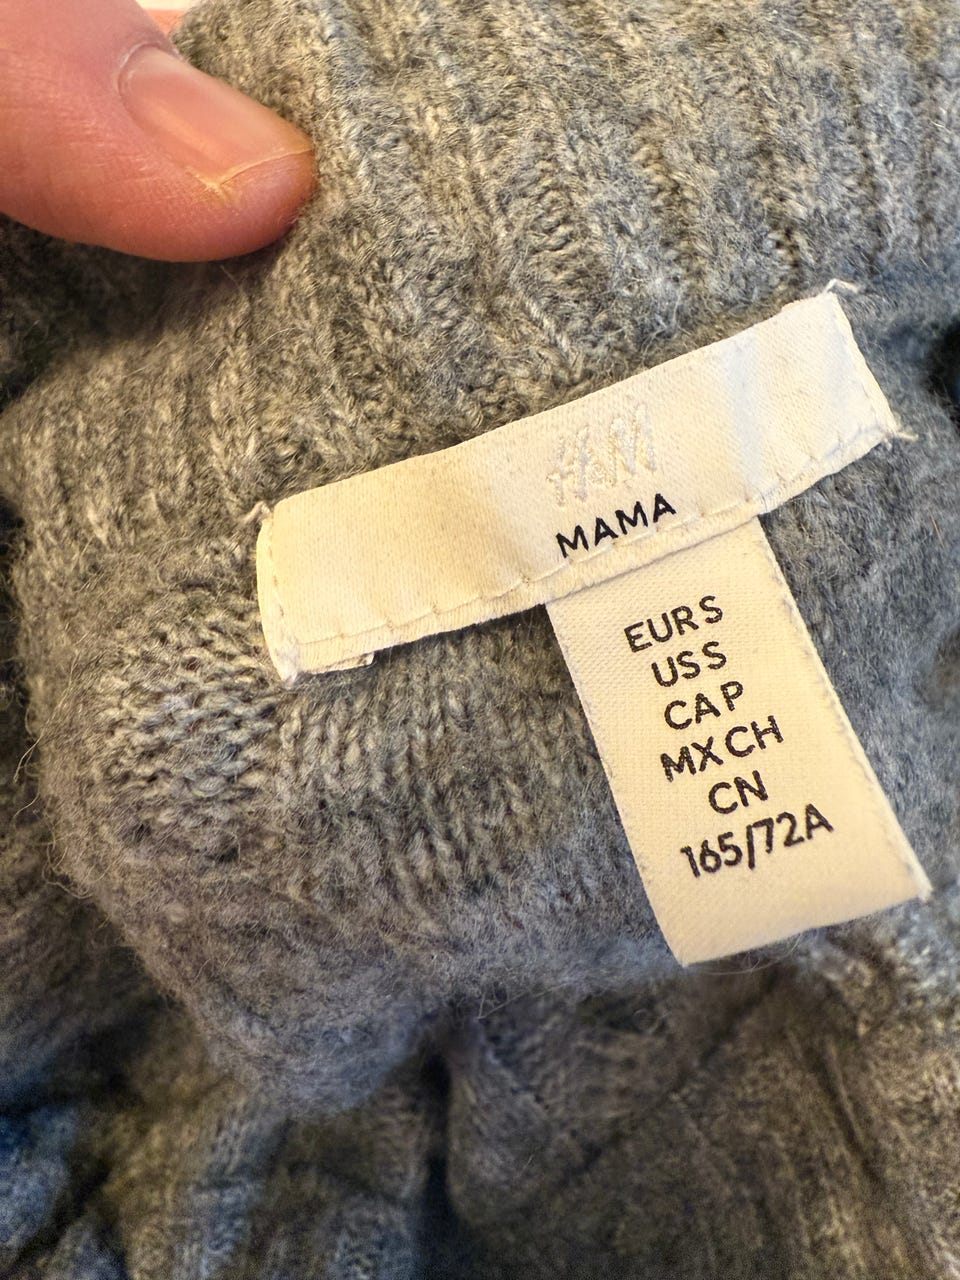 H&M
MAMA
EUR S
US S
CA P
MX CH
CN
165/72A